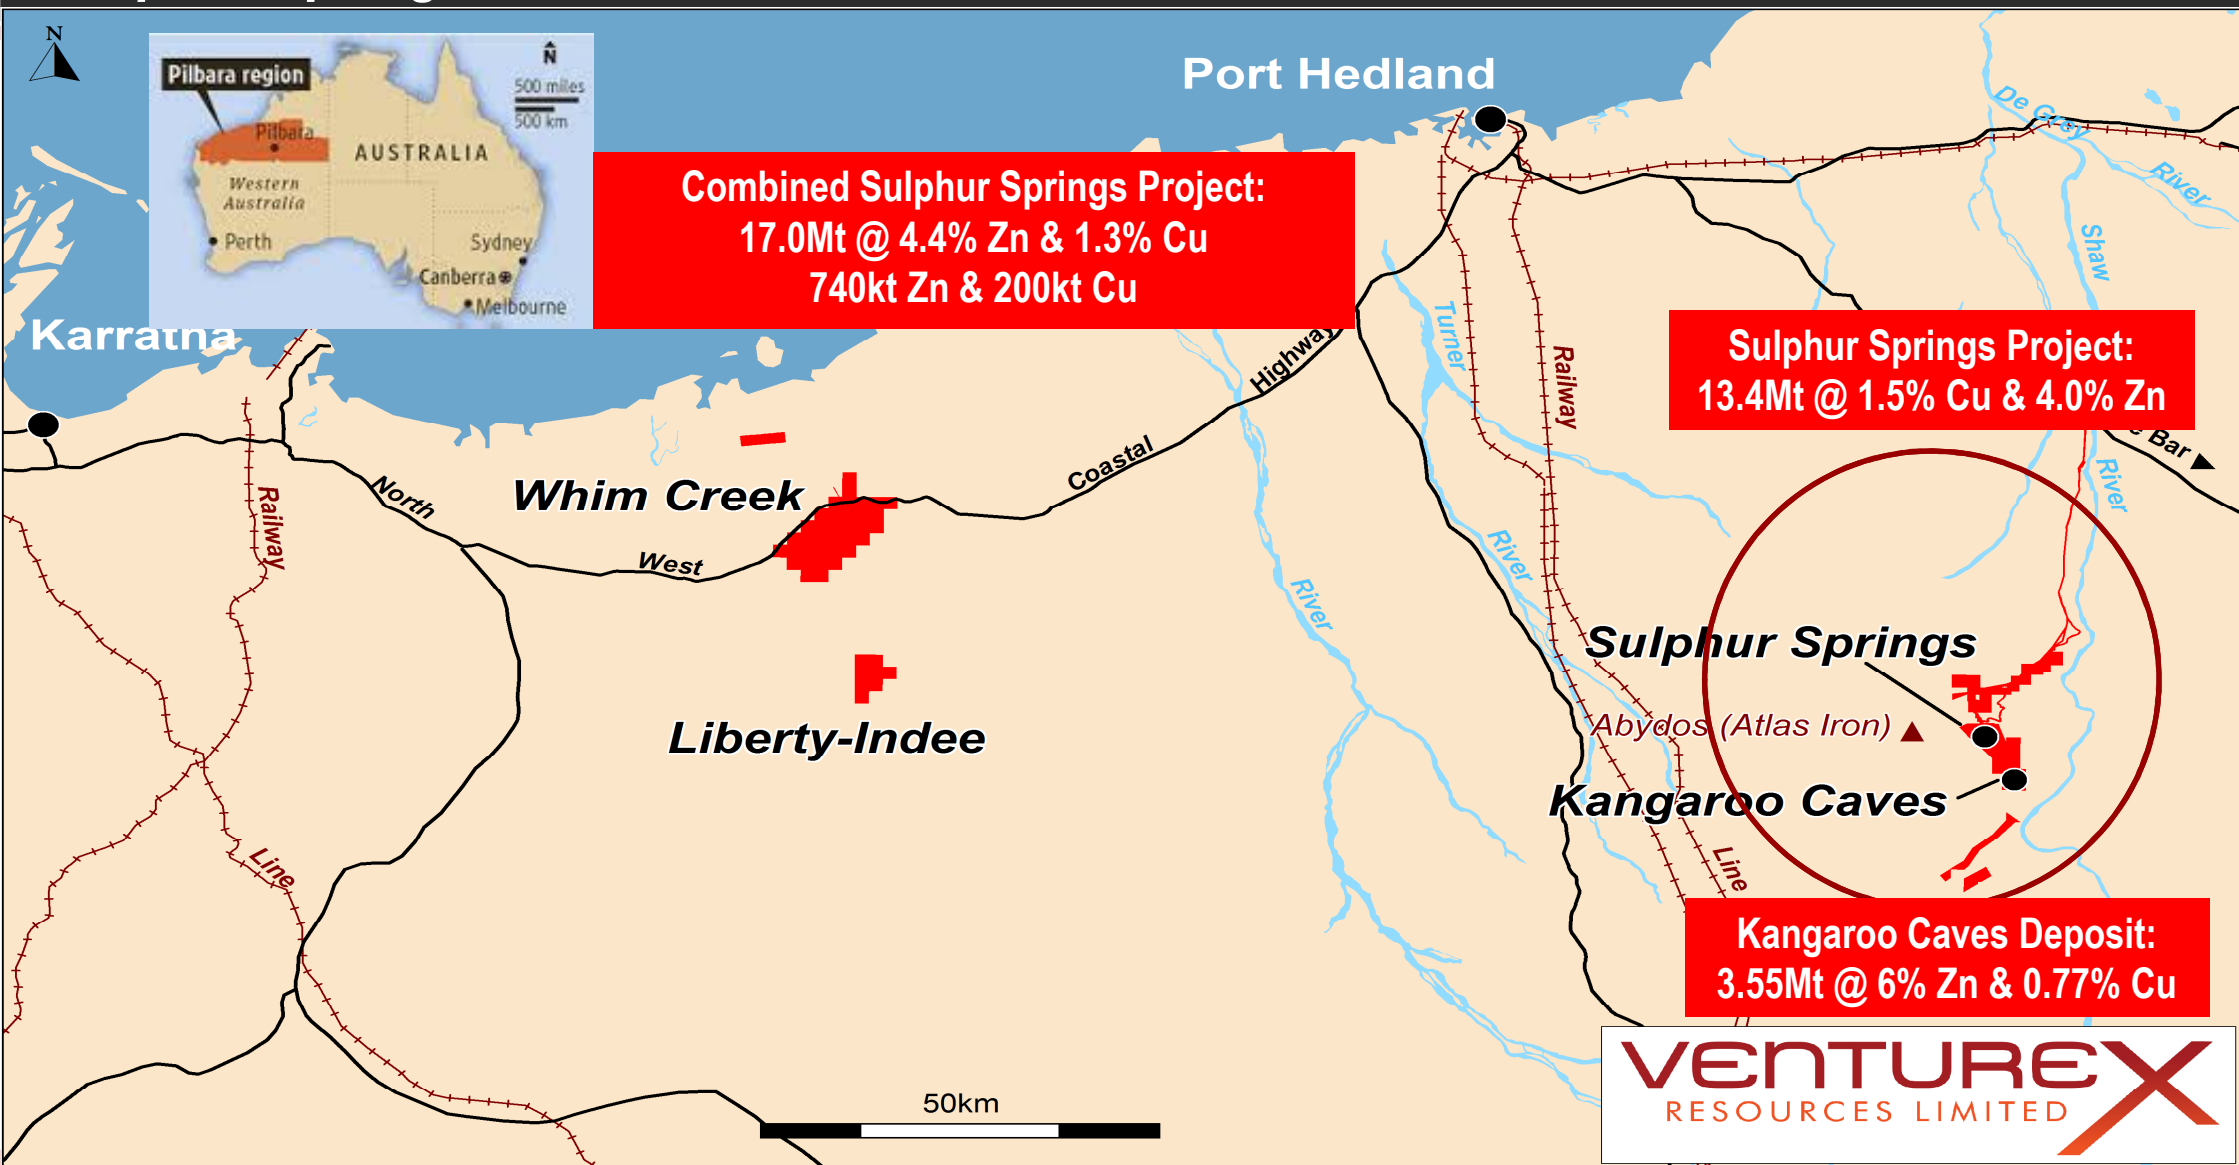 N
Pilbara region
N
500 miles
500 km
Pilbara
AUSTRALIA
Western
Australia
Perth
Sydney
Canberra
Melbourne
Port Hedland
De Grey
River
Shaw
River
Combined Sulphur Springs Project:
17.0Mt @ 4.4% Zn & 1.3% Cu
740kt Zn & 200kt Cu
Karratha
Turner
River
Highway
Railway
Sulphur Springs Project:
13.4Mt @ 1.5% Cu & 4.0% Zn
Bar
Coastal
North
West
Railway
Whim Creek
River
Sulphur Springs
Abydos (Atlas Iron)
Liberty-Indee
Kangaroo Caves
Line
Line
Kangaroo Caves Deposit:
3.55Mt @ 6% Zn & 0.77% Cu
50km
VENTUREX
RESOURCES LIMITED